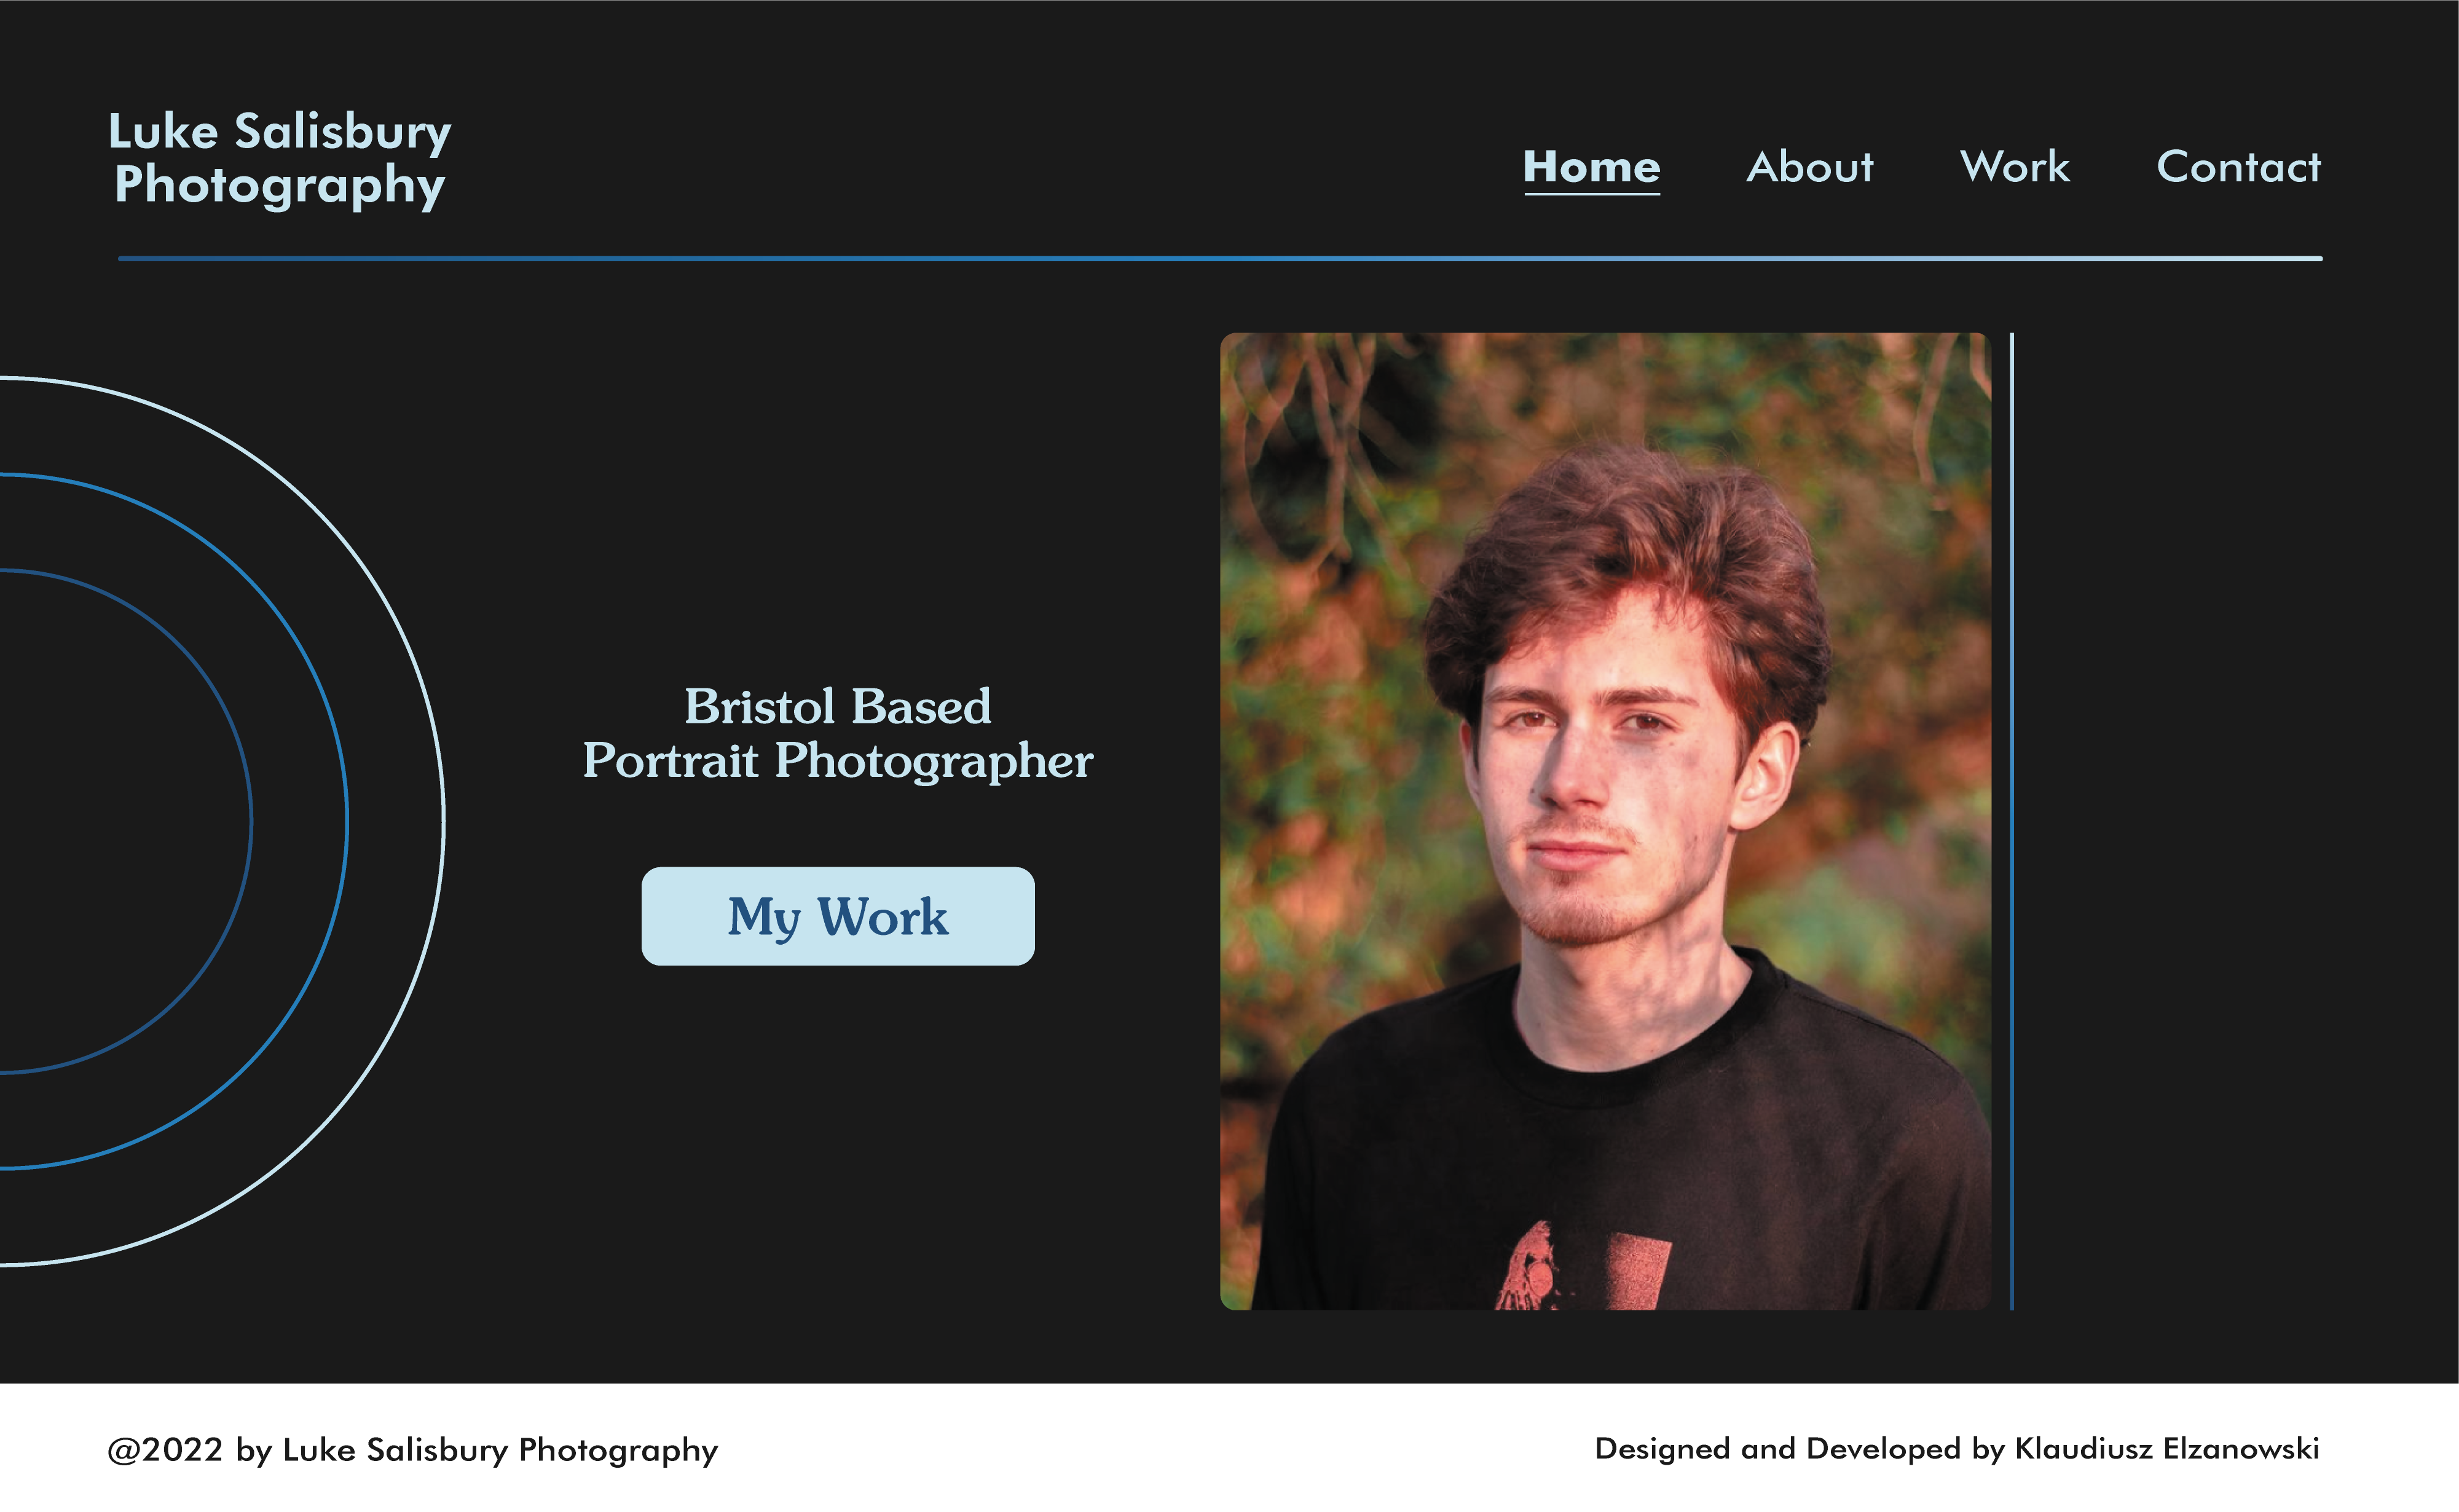 Luke Salisbury
Photography
Home About Work Contact
Bristol Based
Portrait Photographer
My Work
@2022 by Luke Salisbury Photography
Designed and Developed by Klaudiusz Elzanowski